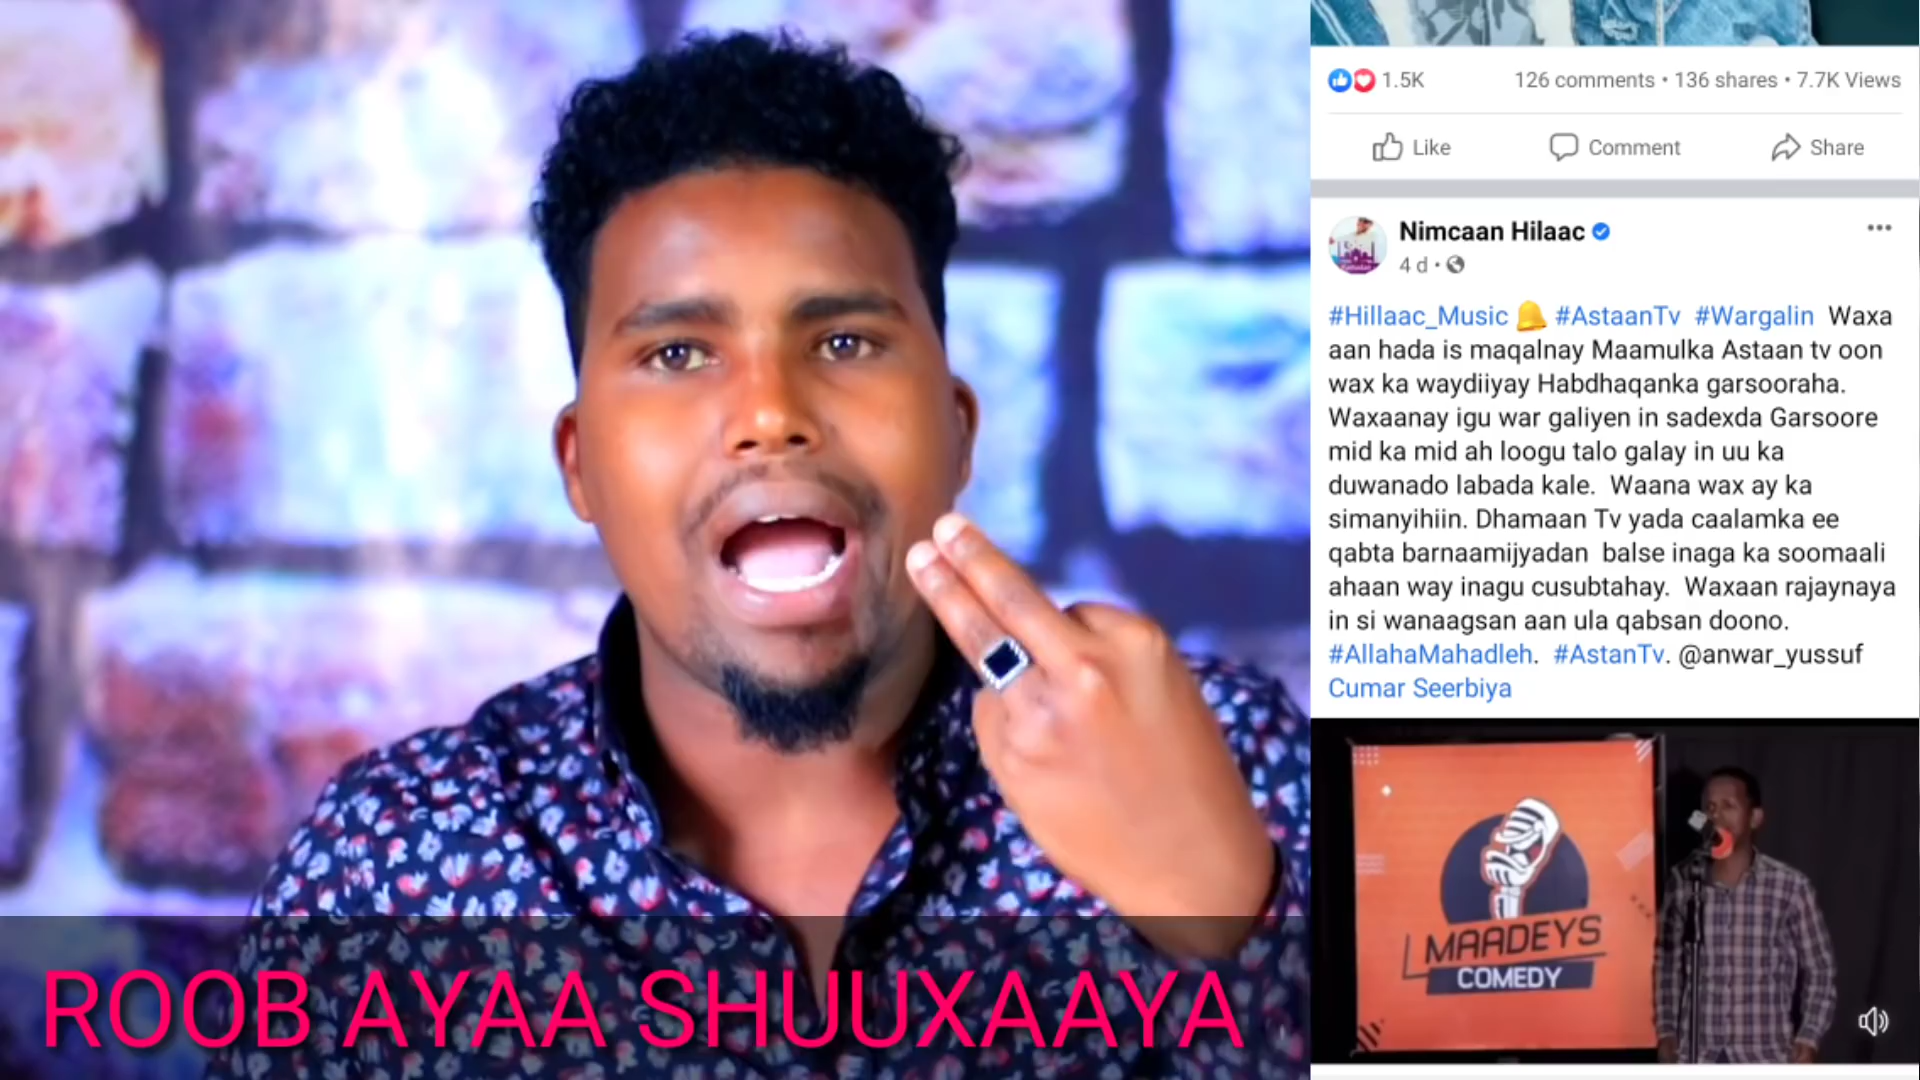 ROOB AYAA SHUUXAAYA
1.5K
126 comments • 136 shares • 7.7K Views
Like
Comment
Share
Nimcaan Hilaac
4 d •
#Hillaac_Music 🔔 #AstaanTv #Wargalin Waxa
aan hada is maqalnay Maamulka Astaan tv oon
wax ka waydiiyay Habdhaqanka garsooraha.
Waxaanay igu war galiyen in sadexda Garsoore
mid ka mid ah loogu talo galay in uu ka
duwanado labada kale. Waana wax ay ka
simanyihiin. Dhamaan Tv yada caalamka ee
qabta barnaamijyadan balse inaga ka soomaali
ahaan way inagu cusubtahay. Waxaan rajaynaya
in si wanaagsan aan ula qabsan doono.
#AllahaMahadleh. #AstanTv. @anwar_yussuf
Cumar Seerbiya
MAADEYS
COMEDY